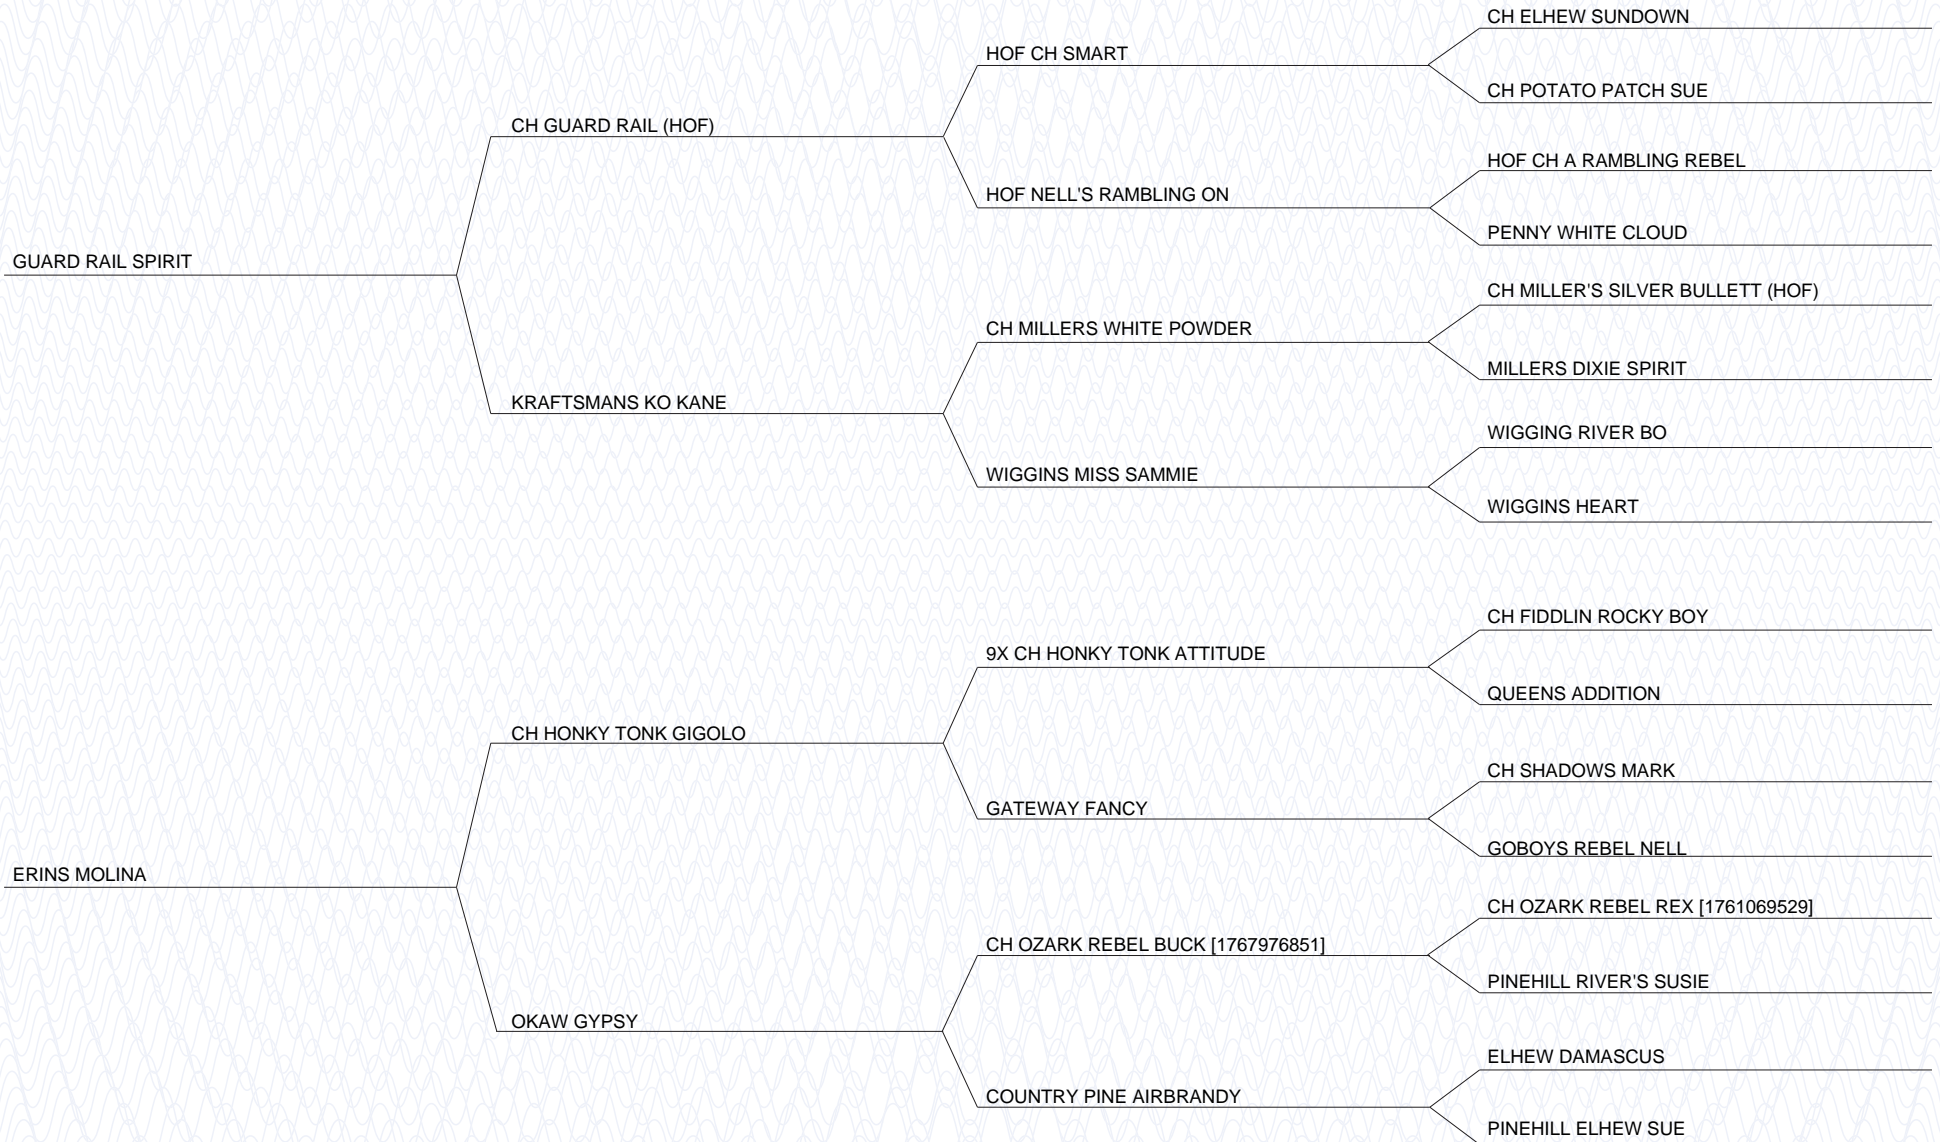 CH ELHEW SUNDOWN
HOF CH SMART
CH POTATO PATCH SUE
CH GUARD RAIL (HOF)
HOF CH A RAMBLING REBEL
HOF NELL'S RAMBLING ON
PENNY WHITE CLOUD
GUARD RAIL SPIRIT
CH MILLER'S SILVER BULLETT (HOF)
CH MILLERS WHITE POWDER
MILLERS DIXIE SPIRIT
KRAFTSMANS KO KANE
WIGGING RIVER BO
WIGGINS MISS SAMMIE
WIGGINS HEART
CH FIDDLIN ROCKY BOY
9X CH HONKY TONK ATTITUDE
QUEENS ADDITION
CH HONKY TONK GIGOLO
CH SHADOWS MARK
GATEWAY FANCY
GOBOYS REBEL NELL
ERINS MOLINA
CH OZARK REBEL REX [1761069529]
CH OZARK REBEL BUCK [1767976851]
PINEHILL RIVER'S SUSIE
OKAW GYPSY
ELHEW DAMASCUS
COUNTRY PINE AIRBRANDY
PINEHILL ELHEW SUE